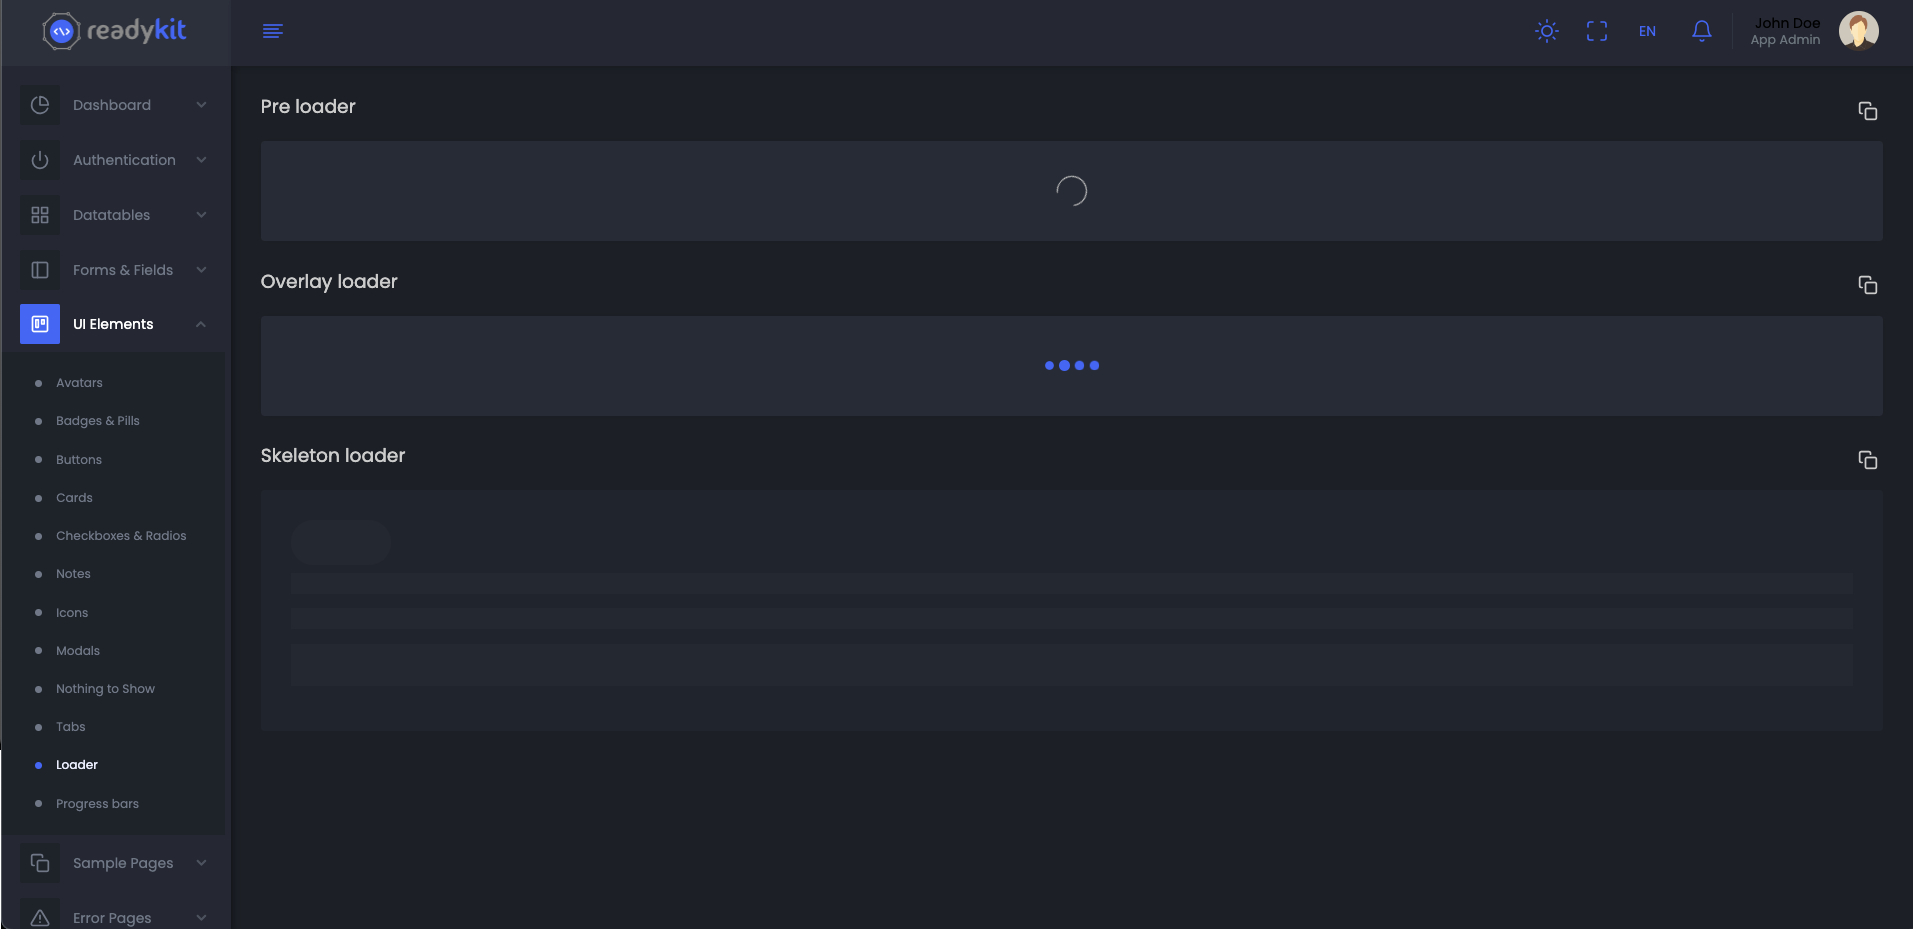 readykit
EN
John Doe
App Admin
Dashboard
Authentication
Datatables
Forms & Fields
UI Elements
Avatars
Badges & Pills
Buttons
Cards
Checkboxes & Radios
Notes
Icons
Modals
Nothing to Show
Tabs
Loader
Progress bars
Sample Pages
Error Pages
Pre loader
Overlay loader
Skeleton loader